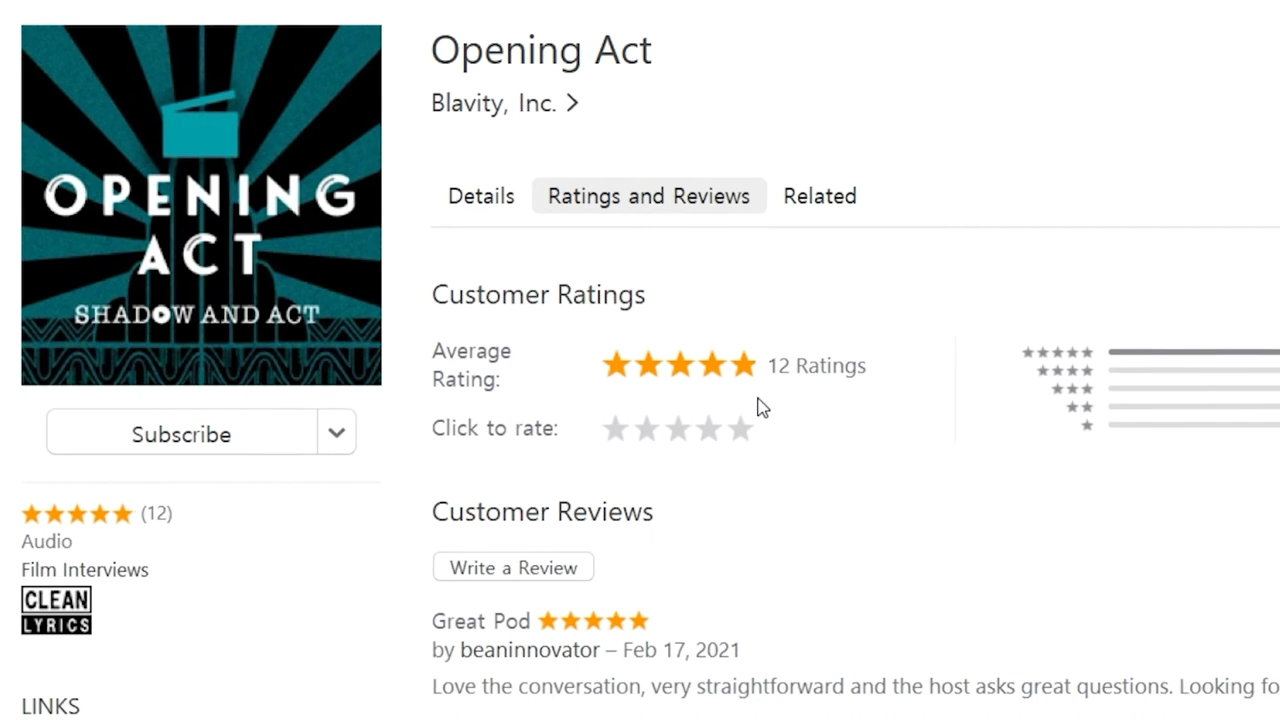 OPENING
ACT
SHADOW AND ACT
Subscribe
(12)
Audio
Film Interviews
CLEAN
LYRICS
LINKS
Opening Act
Blavity, Inc.
Details
Ratings and Reviews
Related
Customer Ratings
Average
Rating:
12 Ratings
Click to rate:
Customer Reviews
Write a Review
Great Pod
by beaninnovator – Feb 17, 2021
Love the conversation, very straightforward and the host asks great questions. Looking fo